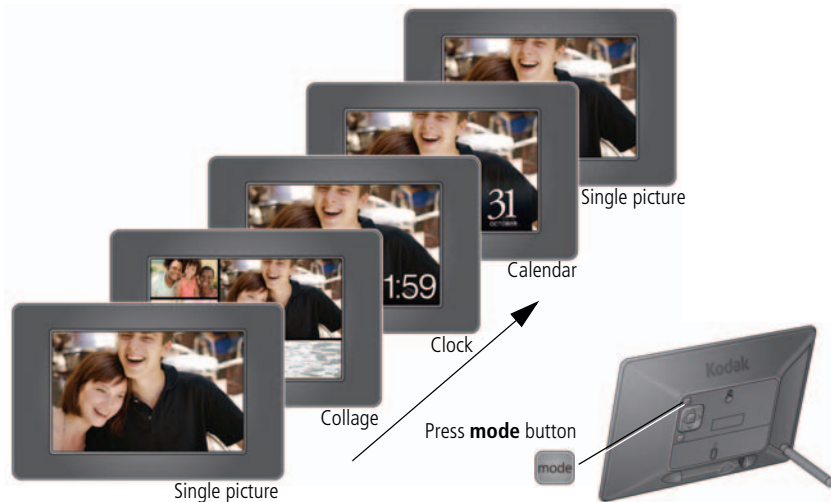 Single picture
31
OCTOBER
Calendar
1:59
Clock
Kodak
Collage
Press mode button
mode
Single picture